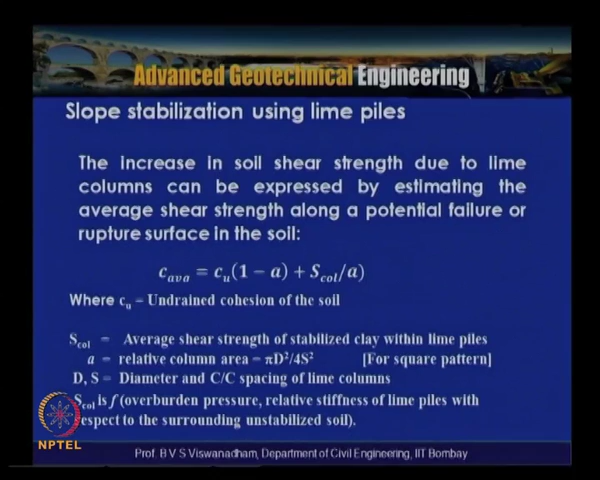 Advanced Geotechnical Engineering
Slope stabilization using lime piles
The increase in soil shear strength due to lime
columns can be expressed by estimating the
average shear strength along a potential failure or
rupture surface in the soil:
c_ava = c_u(1 − a) + S_col/a)
Where c_u = Undrained cohesion of the soil
S_col = Average shear strength of stabilized clay within lime piles
a = relative column area = πD²/4S² [For square pattern]
D, S = Diameter and C/C spacing of lime columns
S_col is f (overburden pressure, relative stiffness of lime piles with
respect to the surrounding unstabilized soil).
NPTEL
Prof. B V S Viswanadham, Department of Civil Engineering, IIT Bombay